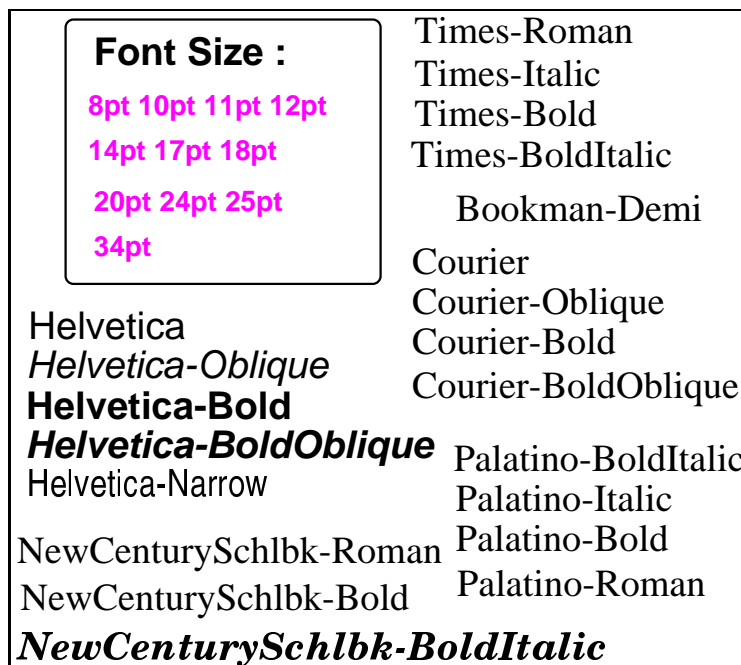 Font Size :
8pt 10pt 11pt 12pt
14pt 17pt 18pt
20pt 24pt 25pt
34pt
Times-Roman
Times-Italic
Times-Bold
Times-BoldItalic
Bookman-Demi
Courier
Courier-Oblique
Courier-Bold
Courier-BoldOblique
Helvetica
Helvetica-Oblique
Helvetica-Bold
Helvetica-BoldOblique
Helvetica-Narrow
Palatino-BoldItalic
Palatino-Italic
Palatino-Bold
Palatino-Roman
NewCenturySchlbk-Roman
NewCenturySchlbk-Bold
NewCenturySchlbk-BoldItalic